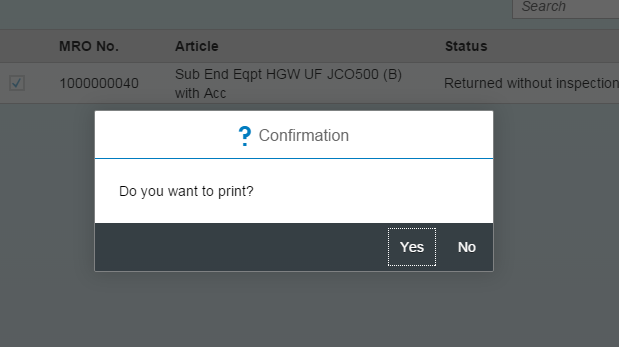 Search
MRO No. Article Status
1000000040 Sub End Eqpt HGW UF JCO500 (B) Returned without inspection
with Acc
? Confirmation
Do you want to print?
Yes No